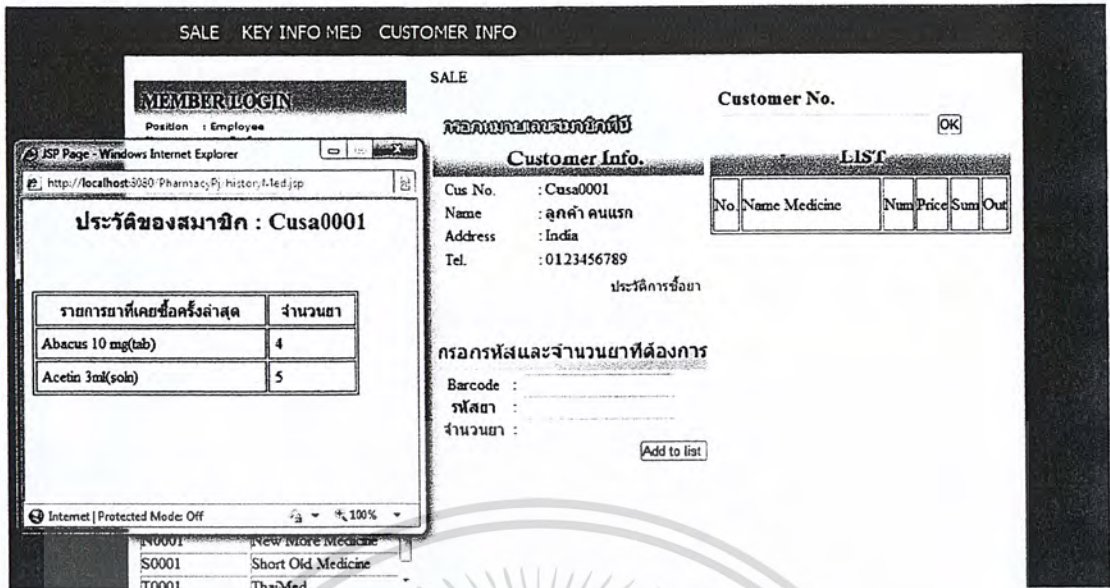 SALE KEY INFO MED CUSTOMER INFO
MEMBER LOGIN
Position : Employee
JSP Page - Windows Internet Explorer
http://localhost:8080/PharmacyPj/historyMed.jsp
ประวัติของสมาชิก : Cusa0001
รายการยาที่เคยซื้อครั้งล่าสุด จำนวนยา
Abacus 10 mg(tab) 4
Acetin 3ml(soln) 5
Internet | Protected Mode: Off 100%
N0001 New More Medicine
S0001 Short Old Medicine
T0001 ThaiMed
SALE
Customer Info.
Cus No. : Cusa0001
Name : ลูกค้า คนแรก
Address : India
Tel. : 0123456789
ประวัติการซื้อยา
กรอกรหัสและจำนวนยาที่ต้องการ
Barcode :
รหัสยา :
จำนวนยา :
Add to list
Customer No.
OK
LIST
No. Name Medicine Num Price Sum Out